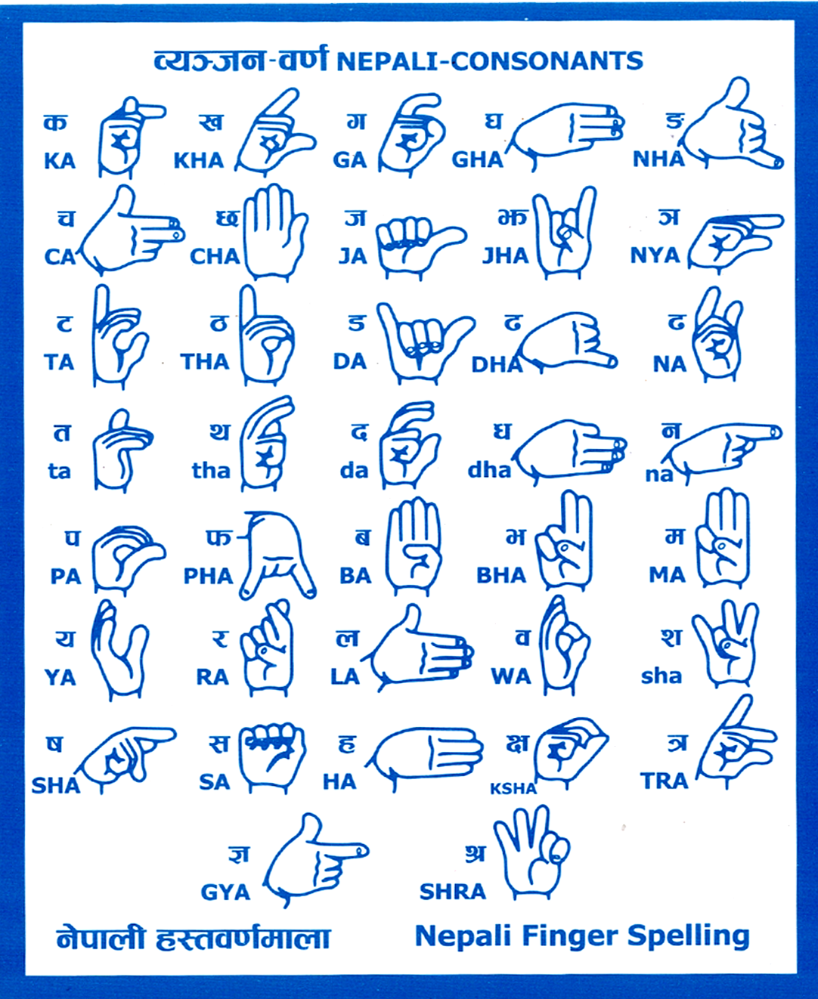 व्यञ्जन-वर्ण NEPALI-CONSONANTS
क ख ग घ ङ
KA KHA GA GHA NHA
च छ ज झ ञ
CA CHA JA JHA NYA
ट ठ ड ढ ढ
TA THA DA DHA NA
त थ द ध न
ta tha da dha na
प फ ब भ म
PA PHA BA BHA MA
य र ल व श
YA RA LA WA sha
ष स ह क्ष त्र
SHA SA HA KSHA TRA
ज्ञ श्र
GYA SHRA
नेपाली हस्तवर्णमाला Nepali Finger Spelling